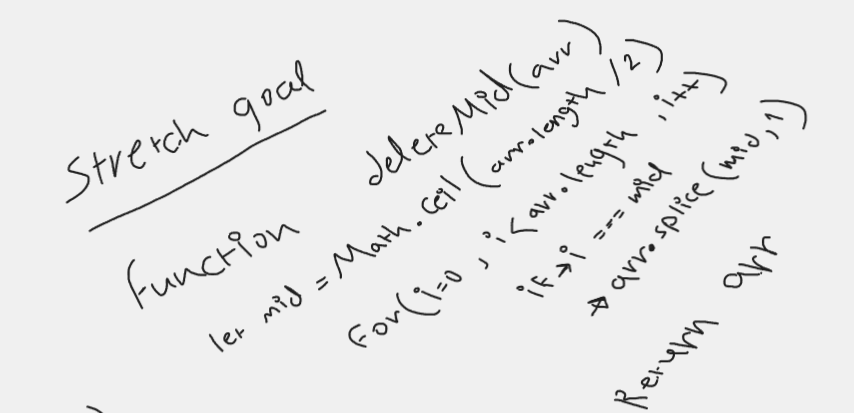 Stretch goal
function deleteMid(arr)
let mid = Math.ceil(arr.length/2)
for(i=0, i<arr.length, i++)
if → i === mid
arr.splice(mid,1)
Return arr